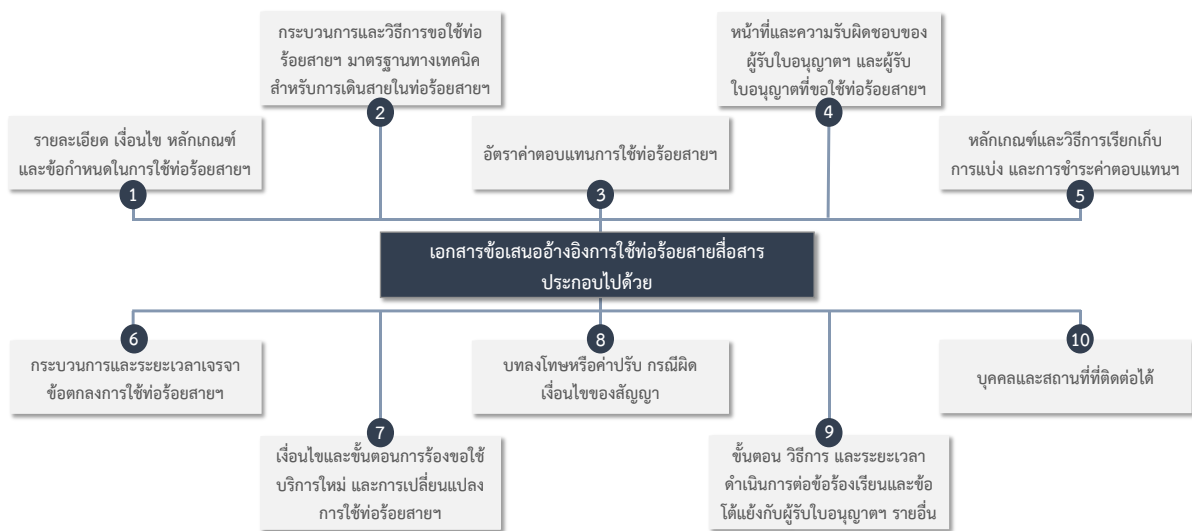 กระบวนการและวิธีการขอใช้ท่อ
ร้อยสายฯ มาตรฐานทางเทคนิค
สำหรับการเดินสายในท่อร้อยสายฯ
2
หน้าที่และความรับผิดชอบของ
ผู้รับใบอนุญาตฯ และผู้รับ
ใบอนุญาตที่ขอใช้ท่อร้อยสายฯ
4
รายละเอียด เงื่อนไข หลักเกณฑ์
และข้อกำหนดในการใช้ท่อร้อยสายฯ
1
อัตราค่าตอบแทนการใช้ท่อร้อยสายฯ
3
หลักเกณฑ์และวิธีการเรียกเก็บ
การแบ่ง และการชำระค่าตอบแทนฯ
5
เอกสารข้อเสนออ้างอิงการใช้ท่อร้อยสายสื่อสาร
ประกอบไปด้วย
6
กระบวนการและระยะเวลาเจรจา
ข้อตกลงการใช้ท่อร้อยสายฯ
8
บทลงโทษหรือค่าปรับ กรณีผิด
เงื่อนไขของสัญญา
10
บุคคลและสถานที่ที่ติดต่อได้
7
เงื่อนไขและขั้นตอนการร้องขอใช้
บริการใหม่ และการเปลี่ยนแปลง
การใช้ท่อร้อยสายฯ
9
ขั้นตอน วิธีการ และระยะเวลา
ดำเนินการต่อข้อร้องเรียนและข้อ
โต้แย้งกับผู้รับใบอนุญาตฯ รายอื่น